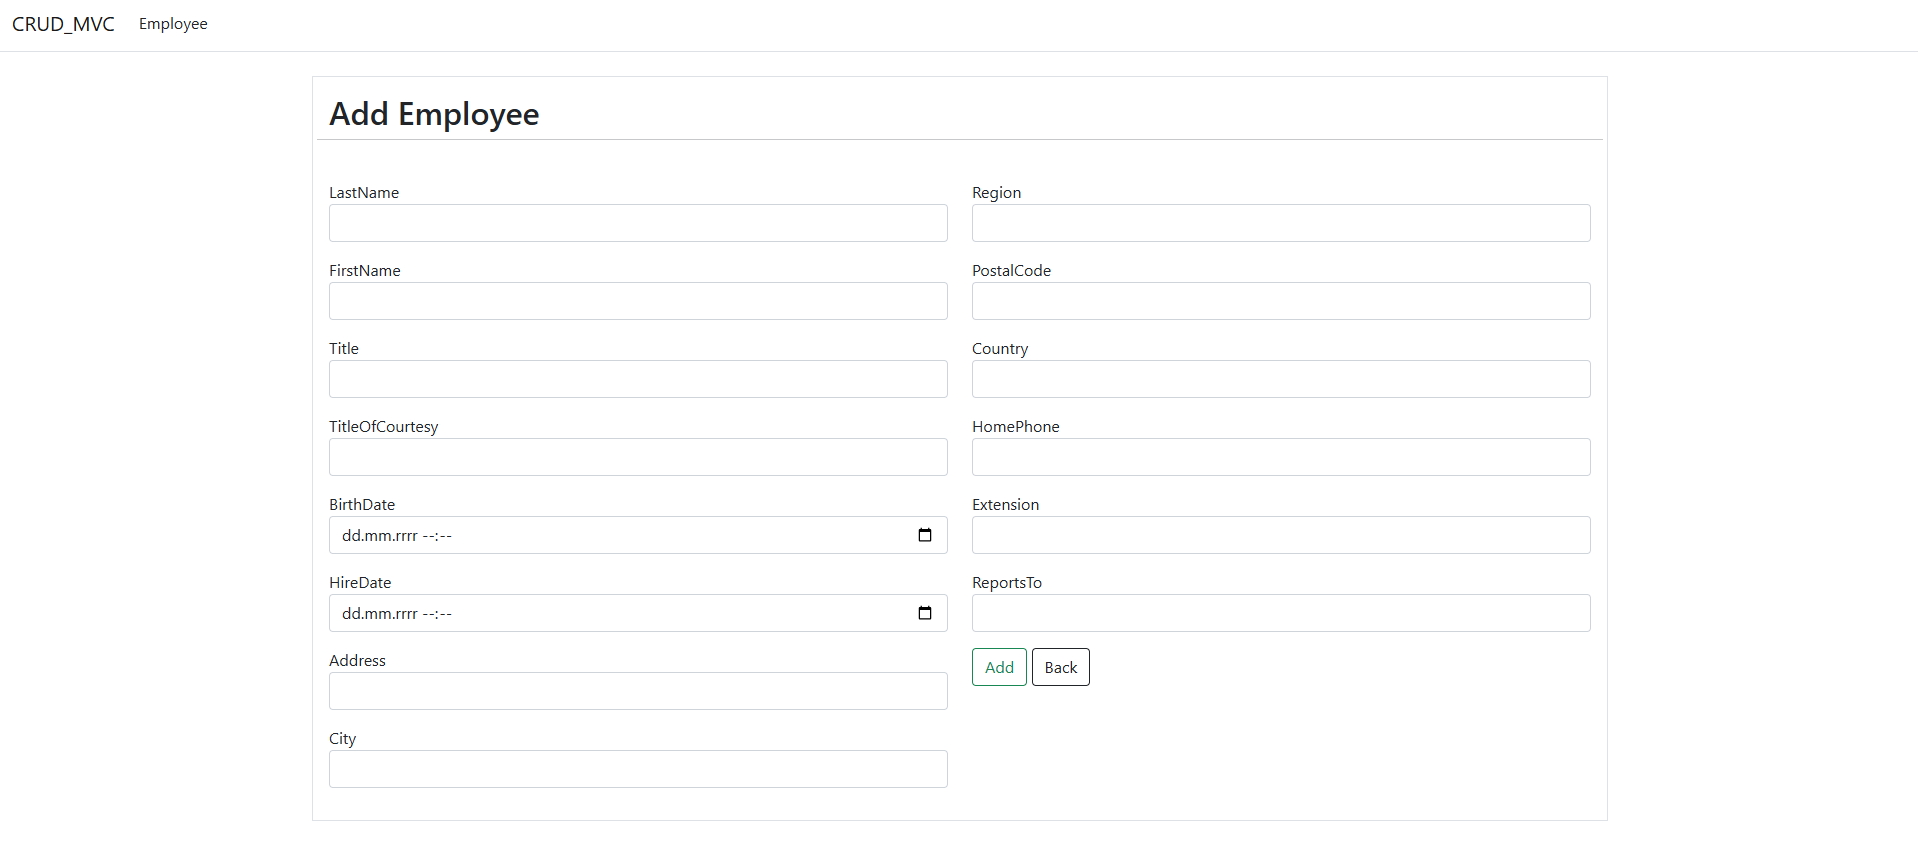 CRUD_MVC Employee
Add Employee
LastName
FirstName
Title
TitleOfCourtesy
BirthDate
dd.mm.rrrr --:--
HireDate
dd.mm.rrrr --:--
Address
City
Region
PostalCode
Country
HomePhone
Extension
ReportsTo
Add Back